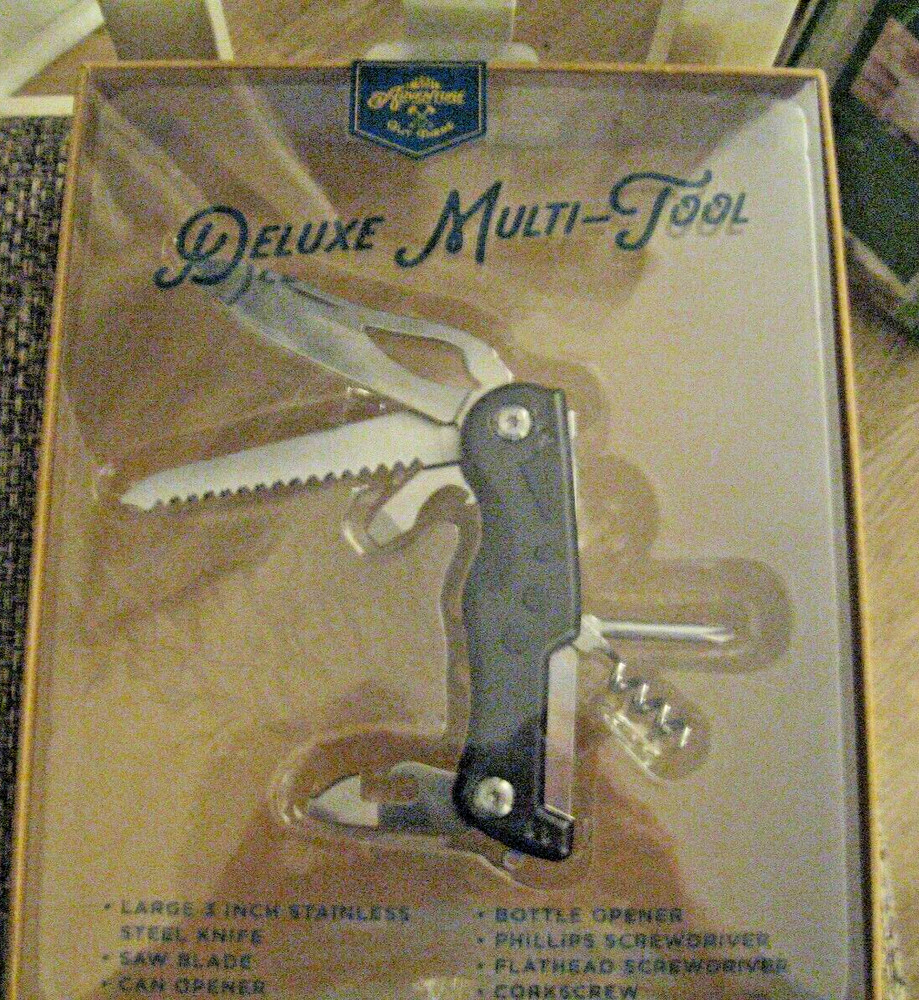 Adventure
Deluxe Multi-Tool
• LARGE 3 INCH STAINLESS
STEEL KNIFE
• SAW BLADE
• CAN OPENER
• BOTTLE OPENER
• PHILLIPS SCREWDRIVER
• FLATHEAD SCREWDRIVER
• CORKSCREW